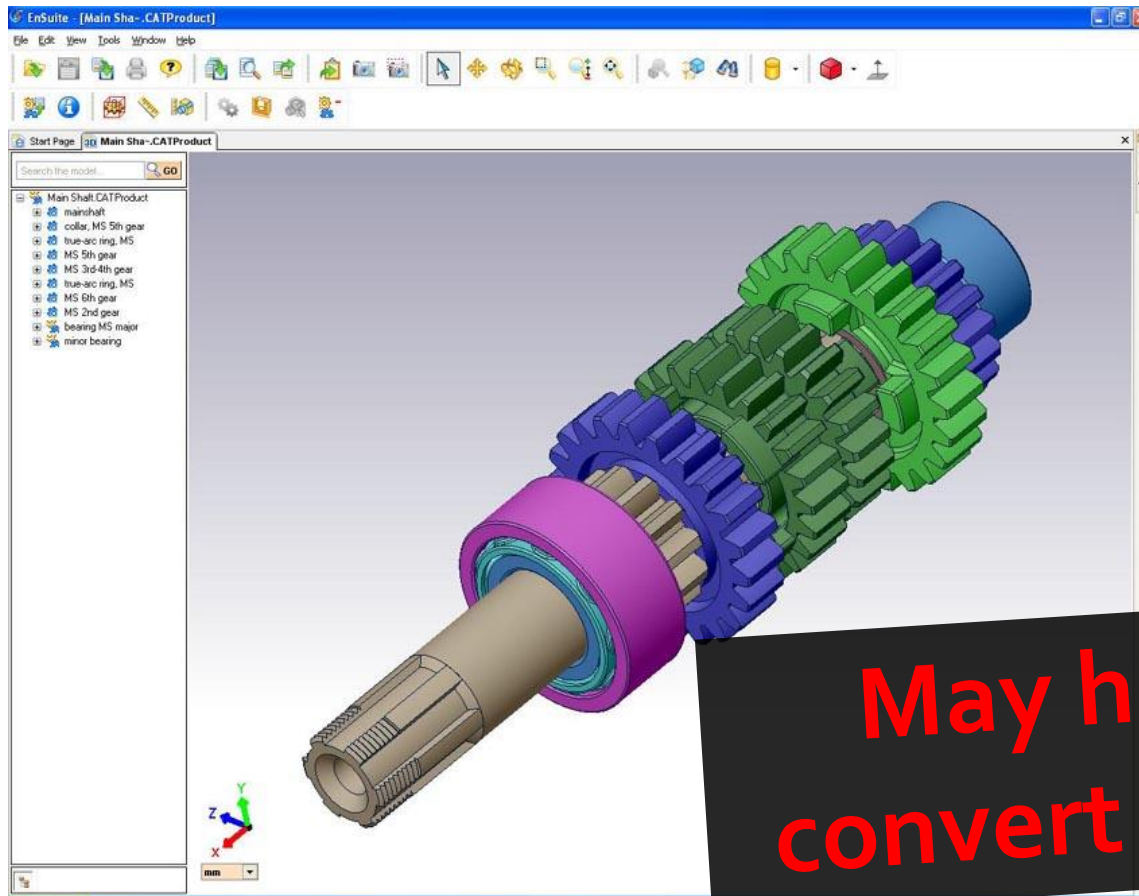 EnSuite - [Main Sha~.CATProduct]
File Edit View Tools Window Help
Start Page 3D Main Sha~.CATProduct
Search the model... GO
Main Shaft.CATProduct
mainshaft
collar, MS 5th gear
true-arc ring, MS
MS 5th gear
MS 3rd-4th gear
true-arc ring, MS
MS 6th gear
MS 2nd gear
bearing MS major
minor bearing
Y
Z
X
mm
May h
convert